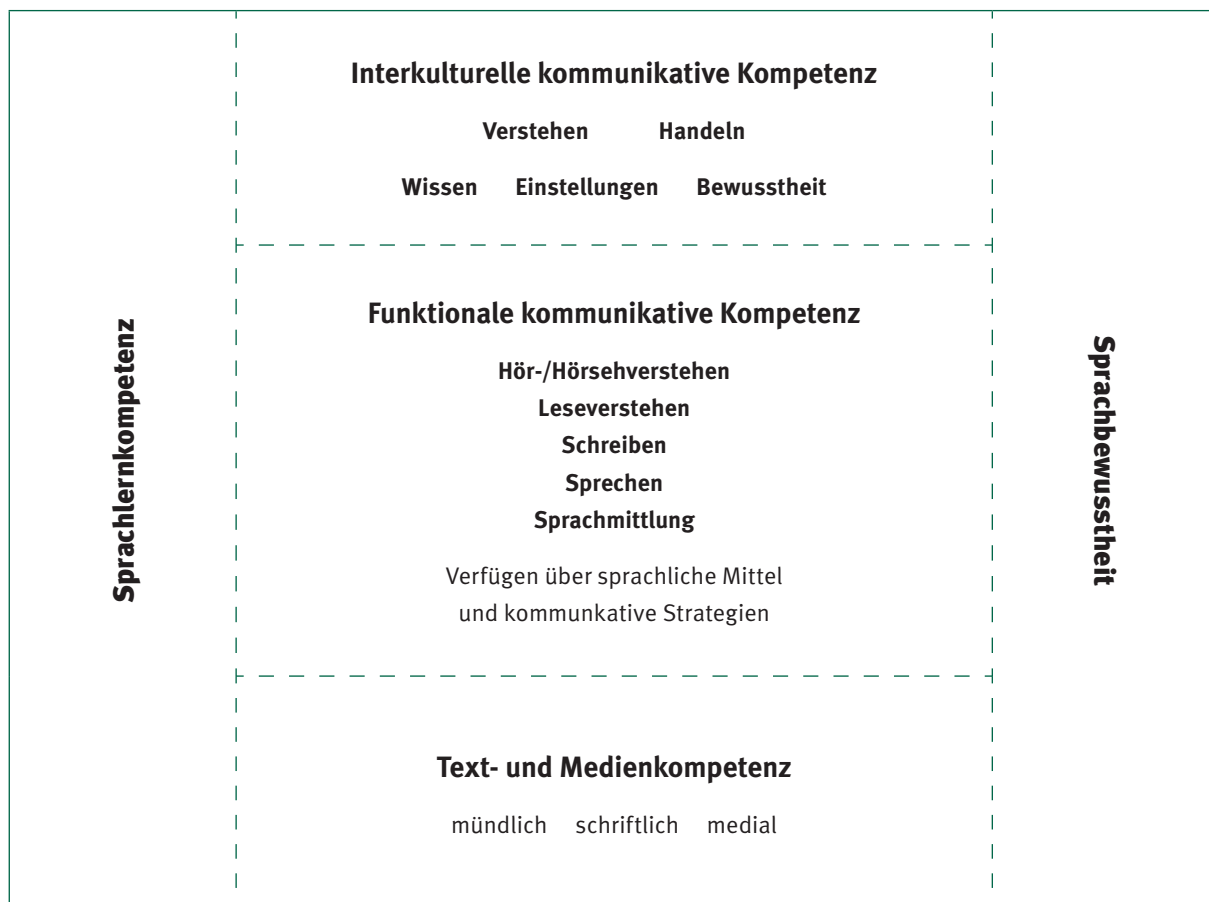 Interkulturelle kommunikative Kompetenz
Verstehen Handeln
Wissen Einstellungen Bewusstheit
Sprachlernkompetenz
Funktionale kommunikative Kompetenz
Hör-/Hörsehverstehen
Leseverstehen
Schreiben
Sprechen
Sprachmittlung
Verfügen über sprachliche Mittel
und kommunkative Strategien
Sprachbewusstheit
Text- und Medienkompetenz
mündlich schriftlich medial